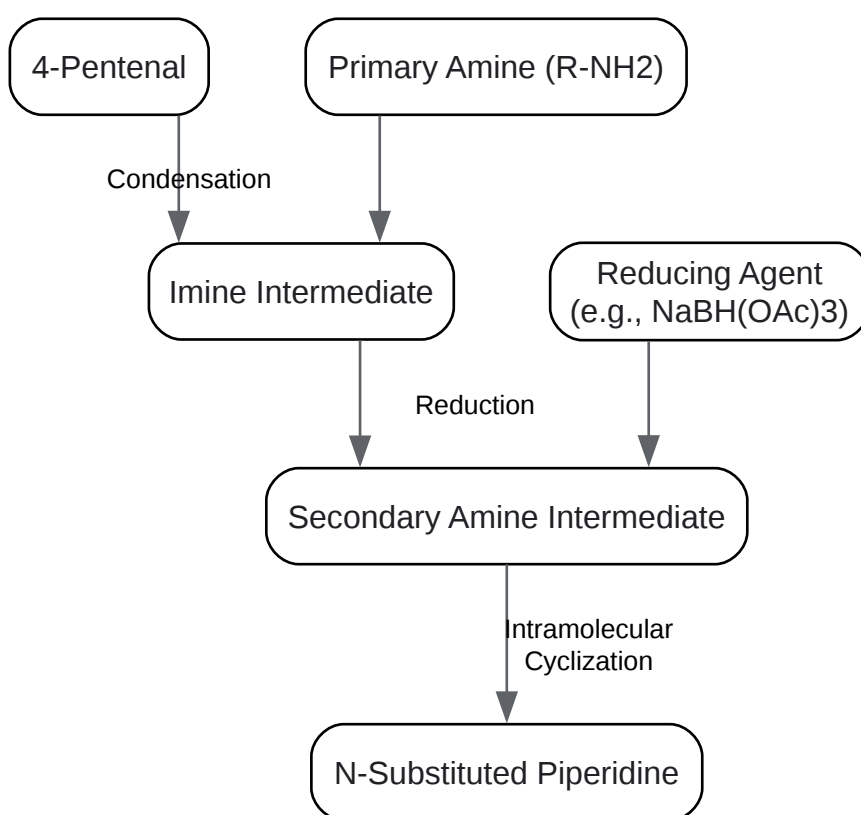 4-Pentenal
Primary Amine (R-NH2)
Condensation
Imine Intermediate
Reducing Agent
(e.g., NaBH(OAc)3)
Reduction
Secondary Amine Intermediate
Intramolecular
Cyclization
N-Substituted Piperidine